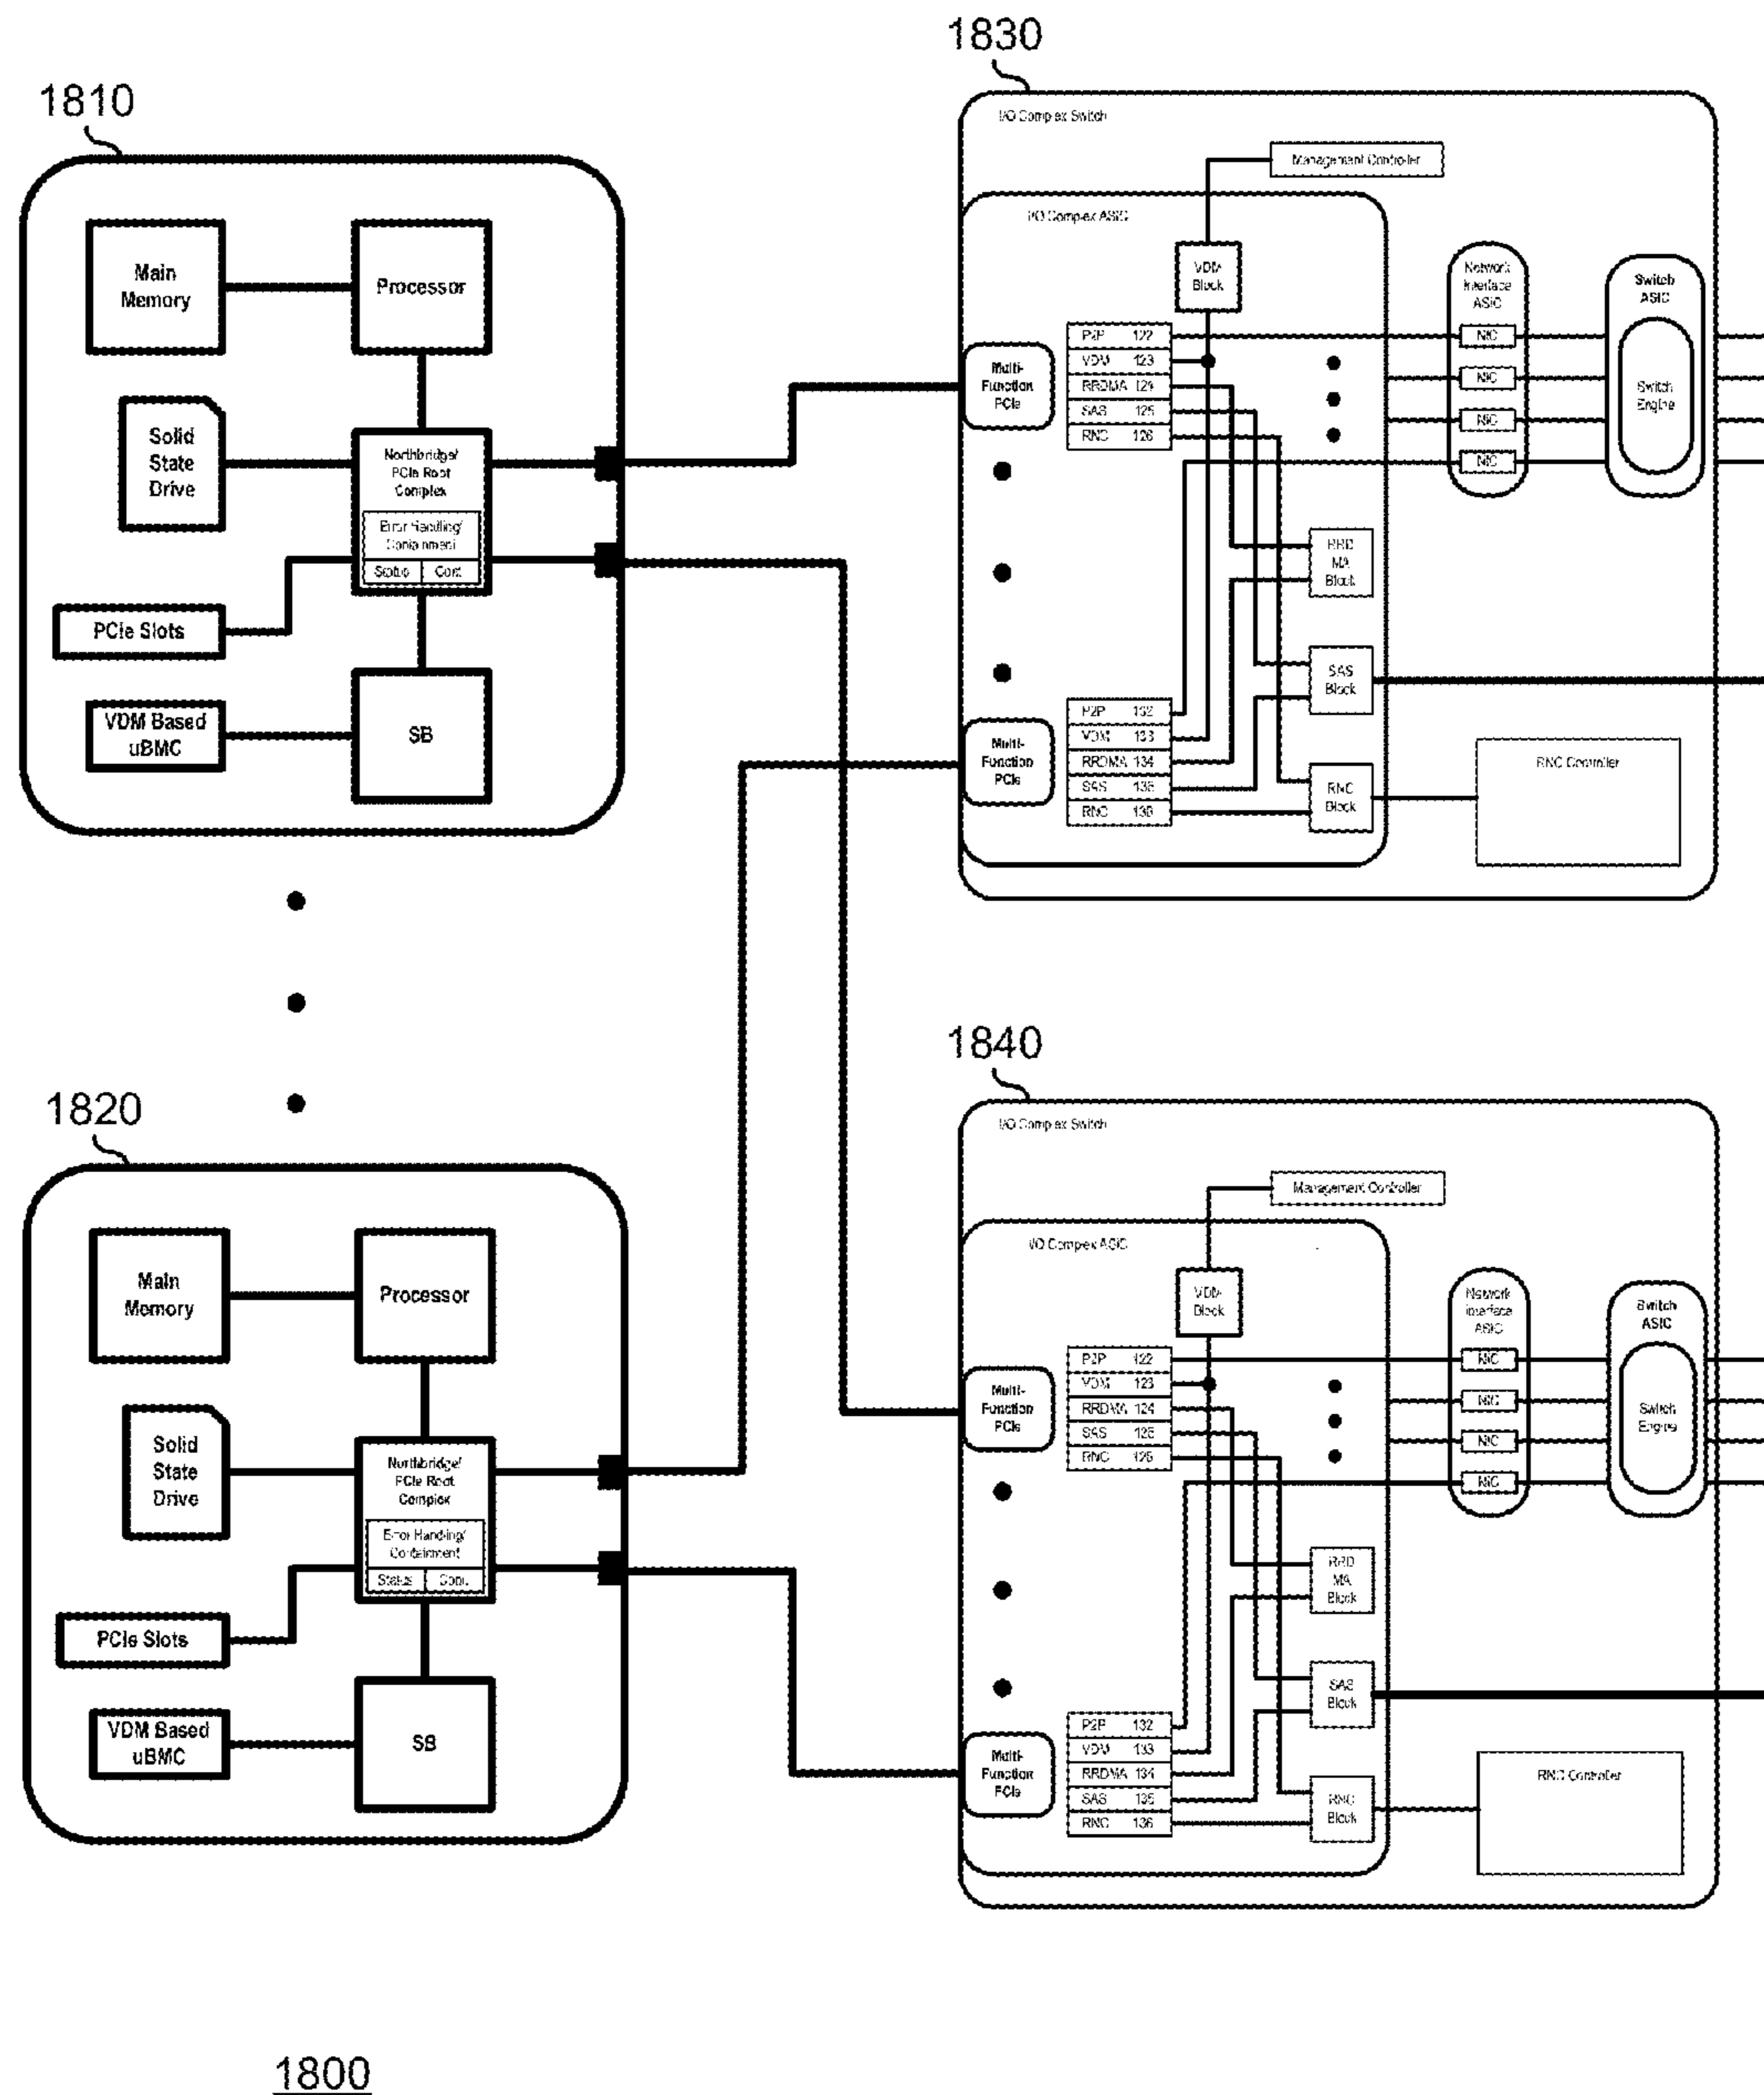 1830
1810
I/O Complex Switch
Management Controller
I/O Complex ASIC
Main
Memory
Processor
VDM
Block
Network
Interface
ASIC
Switch
ASIC
Multi-
Function
PCIe
P2P 122
VDM 123
RRDMA 124
SAS 125
RNC 126
NIC
NIC
NIC
NIC
Switch
Engine
Solid
State
Drive
Northbridge/
PCIe Root
Complex
Error Handling/
Containment
Status Cont.
RRD
MA
Block
PCIe Slots
SAS
Block
VDM Based
uBMC
SB
Multi-
Function
PCIe
P2P 132
VDM 133
RRDMA 134
SAS 135
RNC 136
RNC
Block
RNC Controller
1840
1820
I/O Complex Switch
Management Controller
I/O Complex ASIC
Main
Memory
Processor
VDM
Block
Network
Interface
ASIC
Switch
ASIC
Multi-
Function
PCIe
P2P 122
VDM 123
RRDMA 124
SAS 125
RNC 126
NIC
NIC
NIC
NIC
Switch
Engine
Solid
State
Drive
Northbridge/
PCIe Root
Complex
Error Handling/
Containment
Status Cont.
RRD
MA
Block
PCIe Slots
SAS
Block
VDM Based
uBMC
SB
Multi-
Function
PCIe
P2P 132
VDM 133
RRDMA 134
SAS 135
RNC 136
RNC
Block
RNC Controller
1800